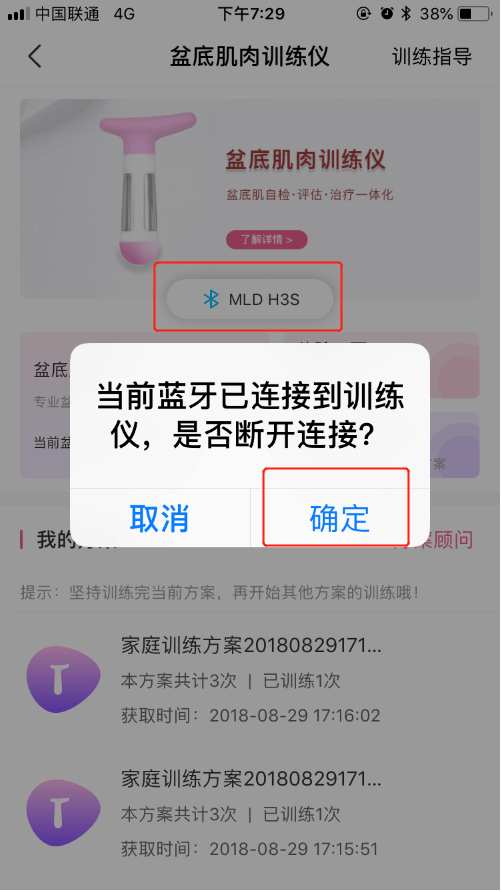 中国联通 4G 下午7:29 38%
盆底肌肉训练仪 训练指导
盆底肌肉训练仪
盆底肌自检·评估·治疗一体化
了解详情 >
MLD H3S
盆底
专业盆
当前盆
案
当前蓝牙已连接到训练
仪，是否断开连接？
取消 确定
我的方案 方案顾问
提示：坚持训练完当前方案，再开始其他方案的训练哦！
家庭训练方案20180829171...
本方案共计3次 | 已训练1次
获取时间：2018-08-29 17:16:02
家庭训练方案20180829171...
本方案共计3次 | 已训练1次
获取时间：2018-08-29 17:15:51